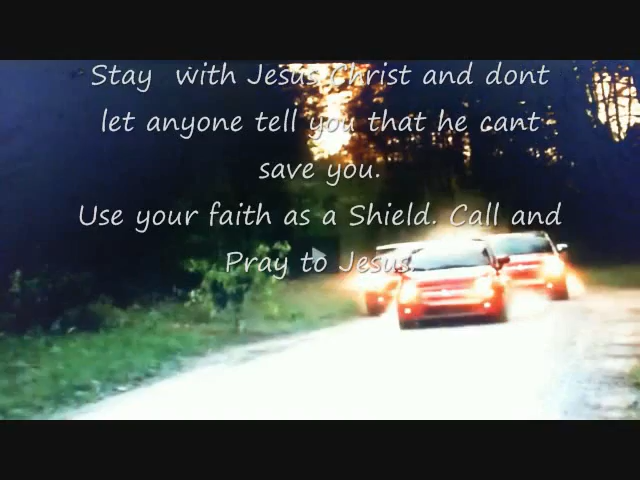 Stay with Jesus Christ and dont
let anyone tell you that he cant
save you.
Use your faith as a Shield. Call and
Pray to Jesus.